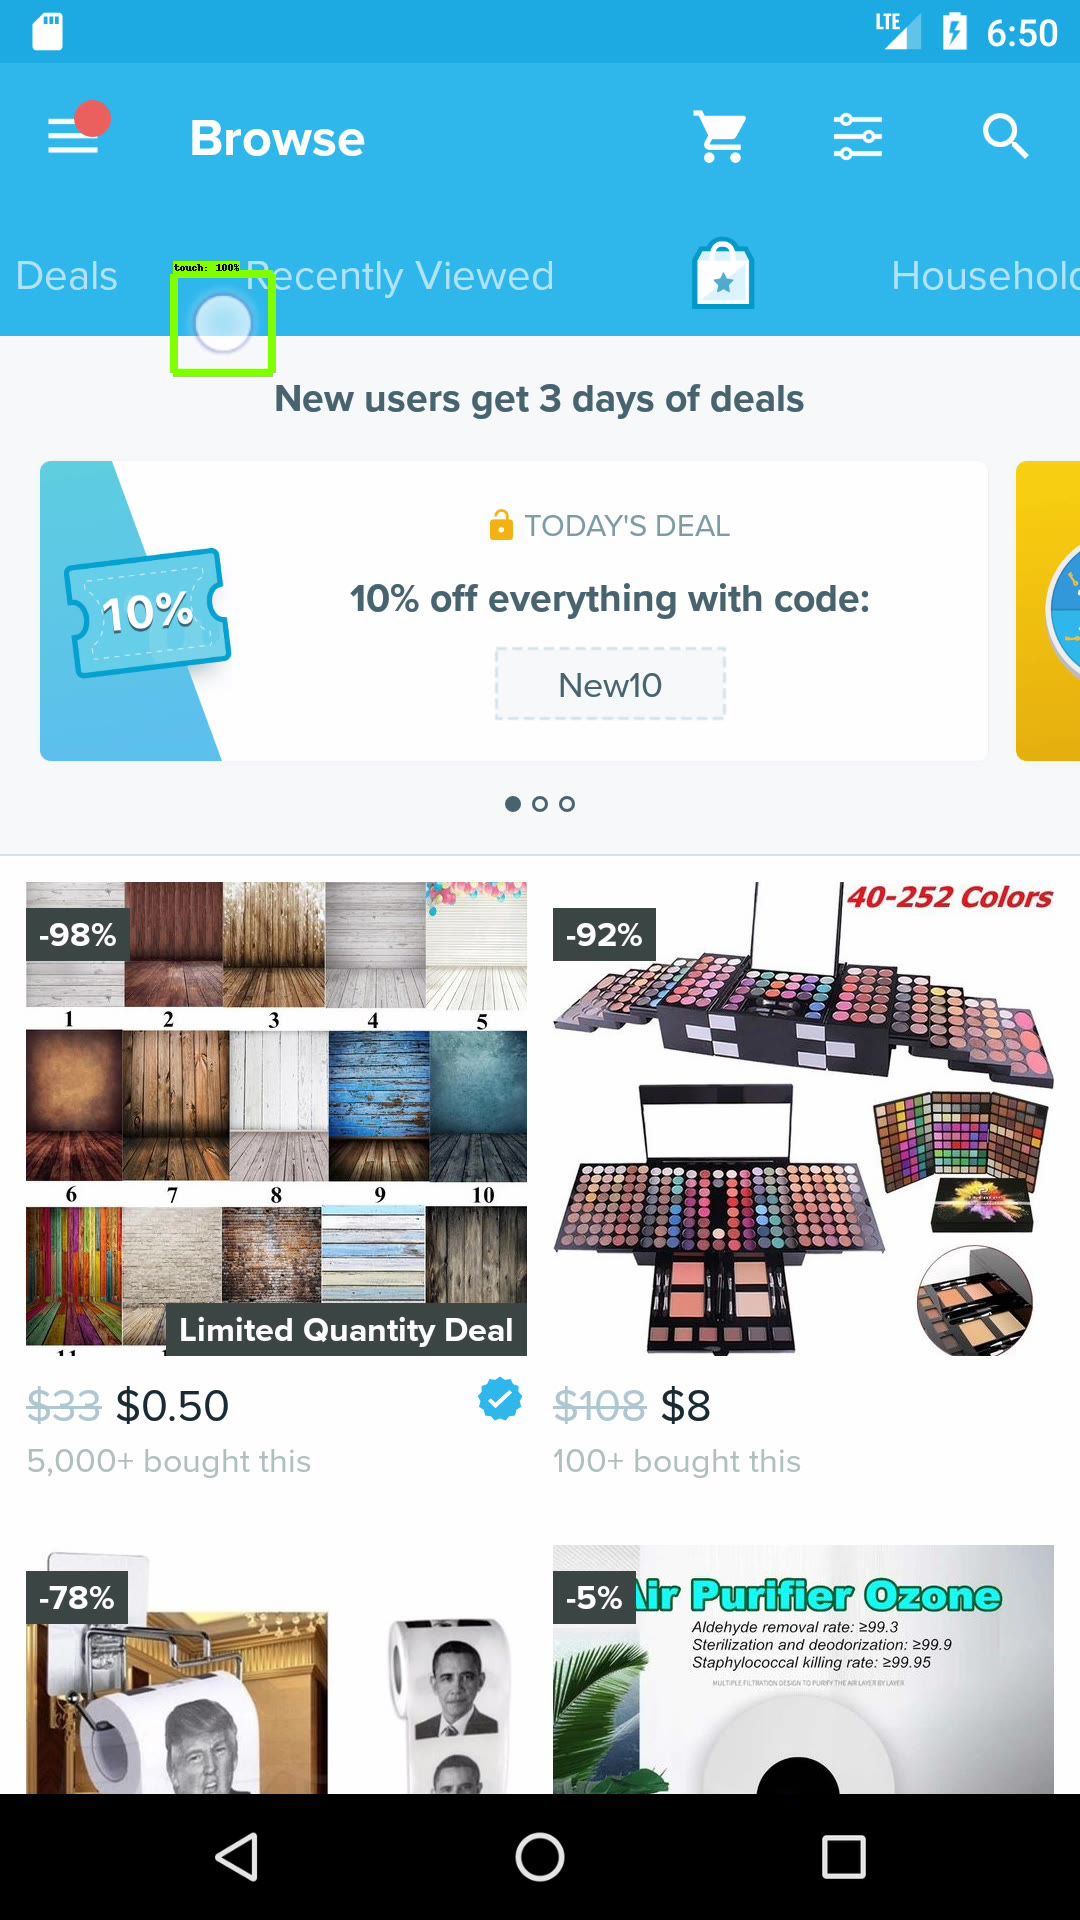 LTE 6:50
Browse
Deals
touch: 100%
Recently Viewed
Household
New users get 3 days of deals
TODAY'S DEAL
10%
10% off everything with code:
New10
-98%
1 2 3 4 5
6 7 8 9 10
11
Limited Quantity Deal
-92%
40-252 Colors
$33 $0.50
5,000+ bought this
$108 $8
100+ bought this
-78%
-5%
Air Purifier Ozone
Aldehyde removal rate: ≥99.3
Sterilization and deodorization: ≥99.9
Staphylococcal killing rate: ≥99.95
MULTIPLE FILTRATION DESIGN TO PURIFY THE AIR LAYER BY LAYER